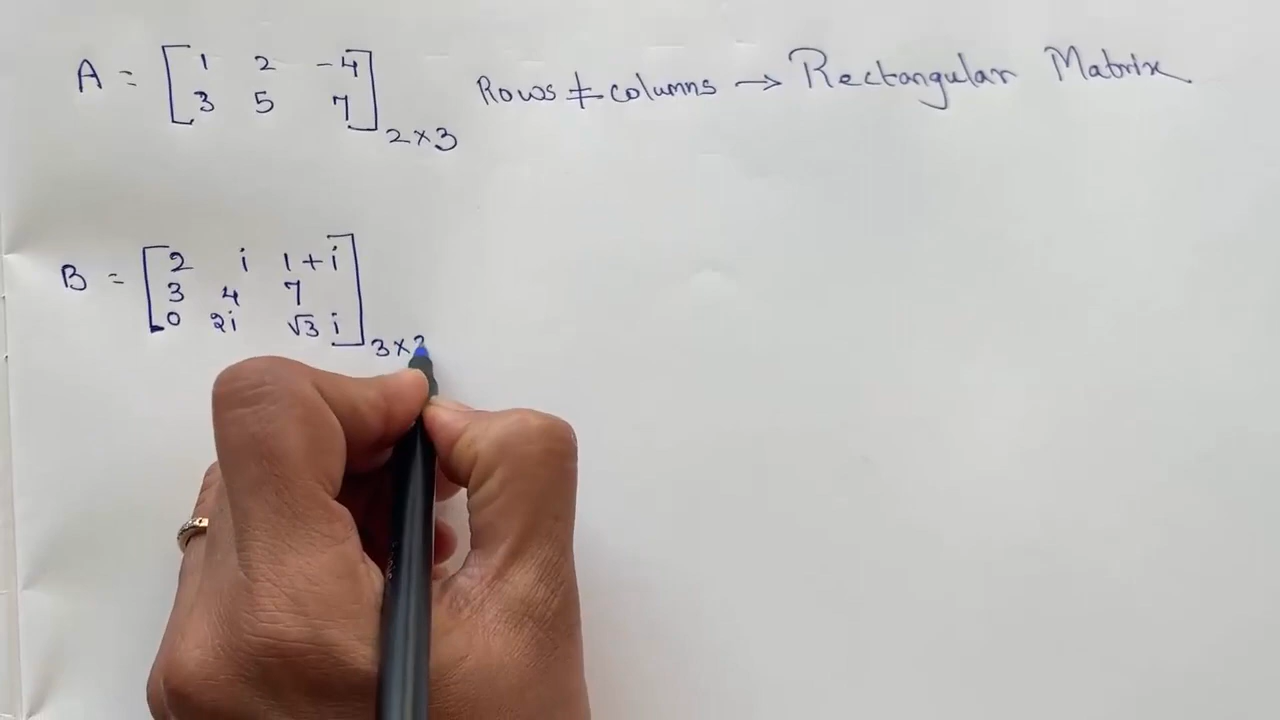 A = [ 1 2 -4 Rows ≠ columns → Rectangular Matrix
3 5 7 ] 2×3
B = [ 2 i 1+i
3 4 7
0 2i √3 i ] 3×